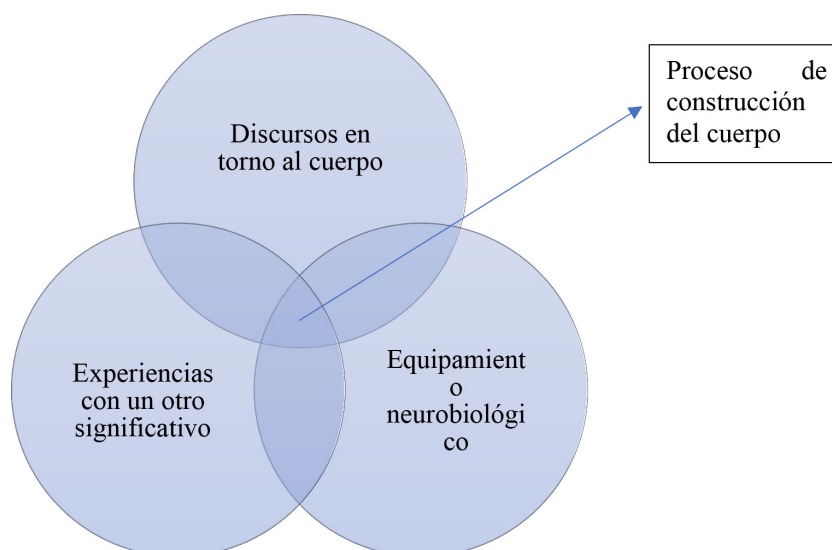 Proceso de
construcción
del cuerpo
Discursos en
torno al cuerpo
Experiencias
con un otro
significativo
Equipamient
o
neurobiológi
co